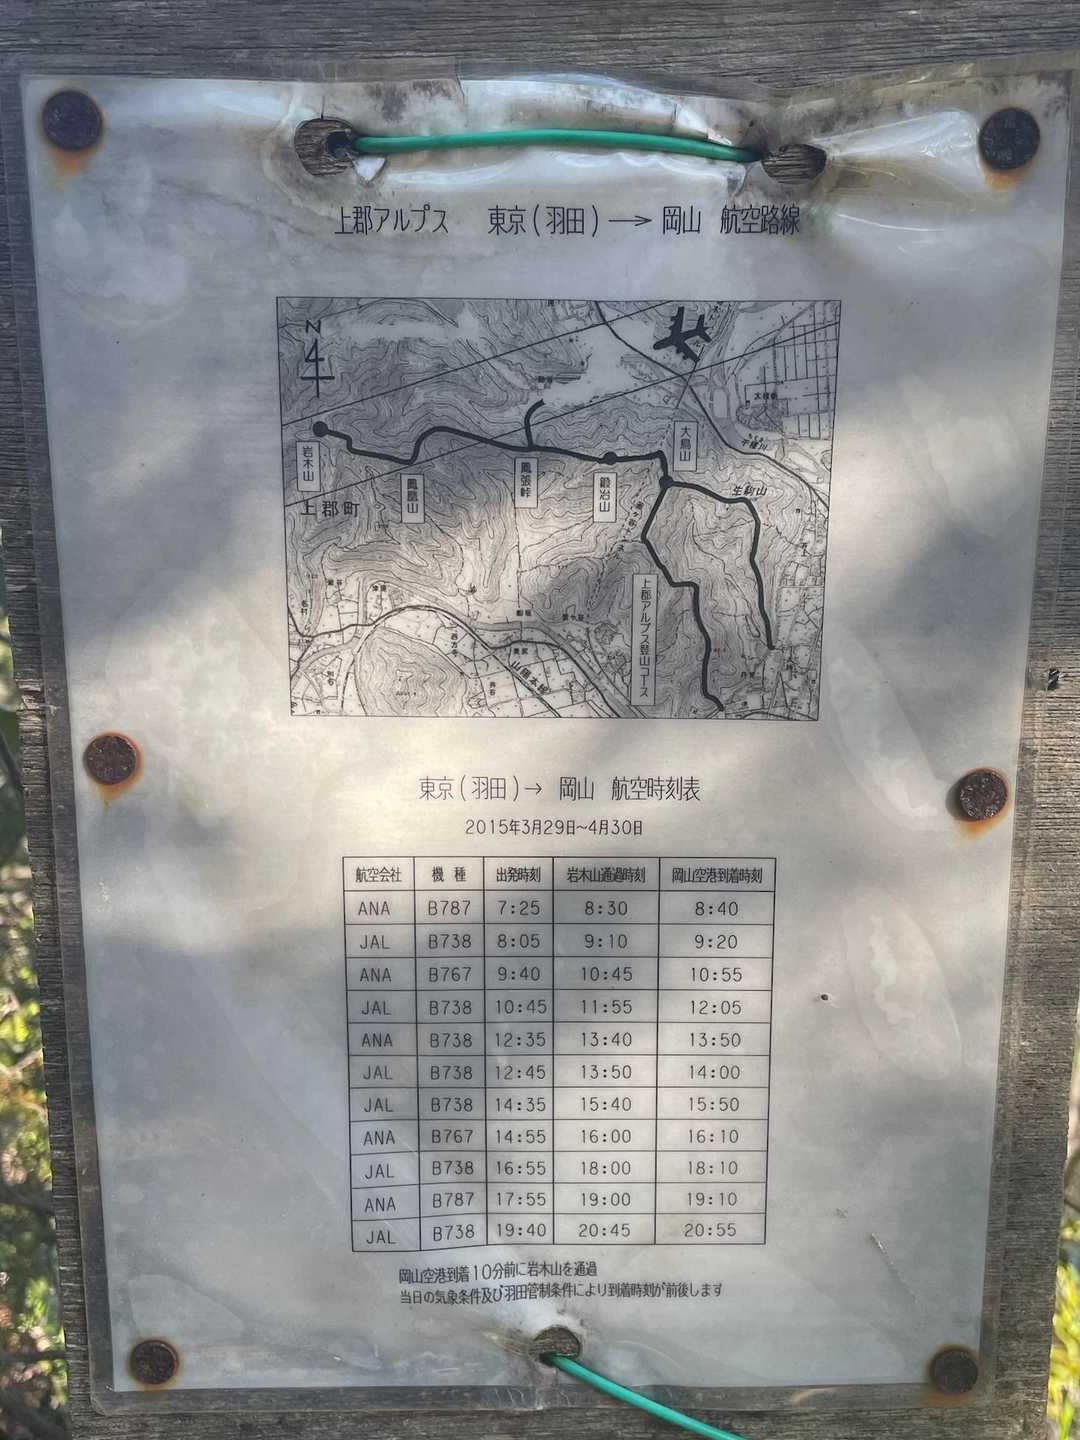 上郡アルプス 東京(羽田)→ 岡山 航空路線
N
岩木山
上郡町
鳳凰山
鳳張峠
鍛冶山
大鳥山
千種川
生駒山
上郡アルプス登山コース
山陽本線
東京(羽田)→ 岡山 航空時刻表
2015年3月29日~4月30日
航空会社 機種 出発時刻 岩木山通過時刻 岡山空港到着時刻
ANA B787 7:25 8:30 8:40
JAL B738 8:05 9:10 9:20
ANA B767 9:40 10:45 10:55
JAL B738 10:45 11:55 12:05
ANA B738 12:35 13:40 13:50
JAL B738 12:45 13:50 14:00
JAL B738 14:35 15:40 15:50
ANA B767 14:55 16:00 16:10
JAL B738 16:55 18:00 18:10
ANA B787 17:55 19:00 19:10
JAL B738 19:40 20:45 20:55
岡山空港到着10分前に岩木山を通過
当日の気象条件及び羽田管制条件により到着時刻が前後します